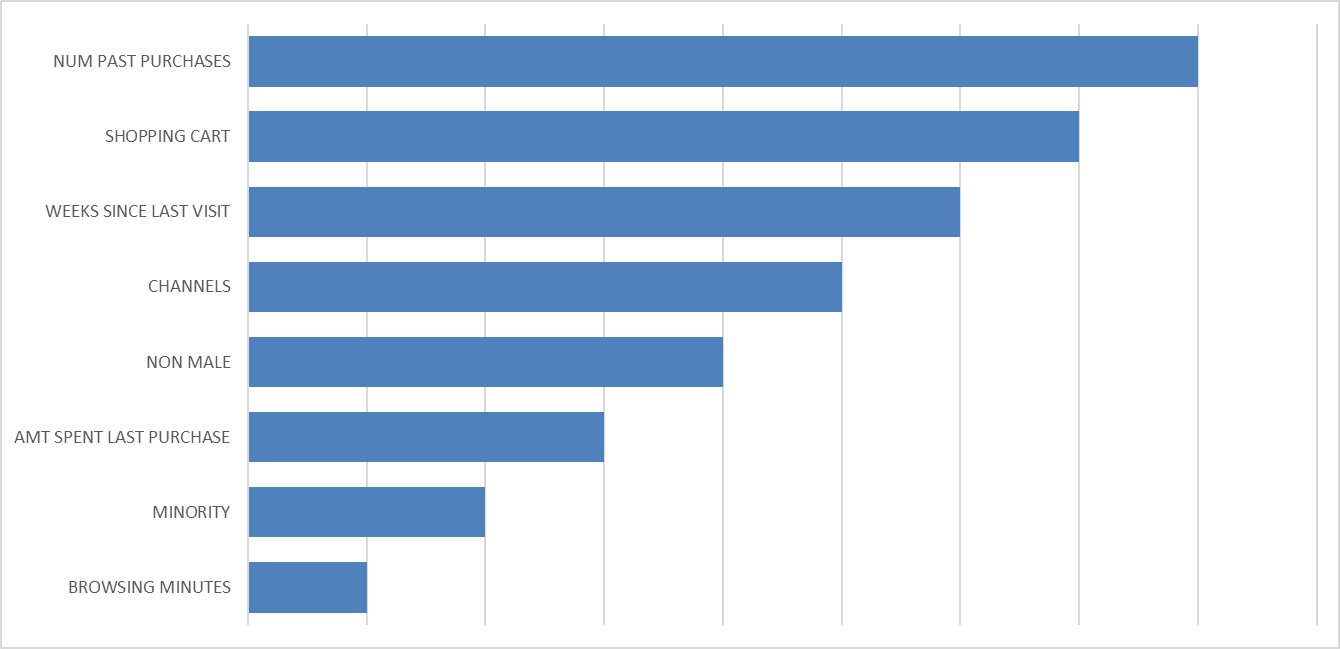 NUM PAST PURCHASES
SHOPPING CART
WEEKS SINCE LAST VISIT
CHANNELS
NON MALE
AMT SPENT LAST PURCHASE
MINORITY
BROWSING MINUTES